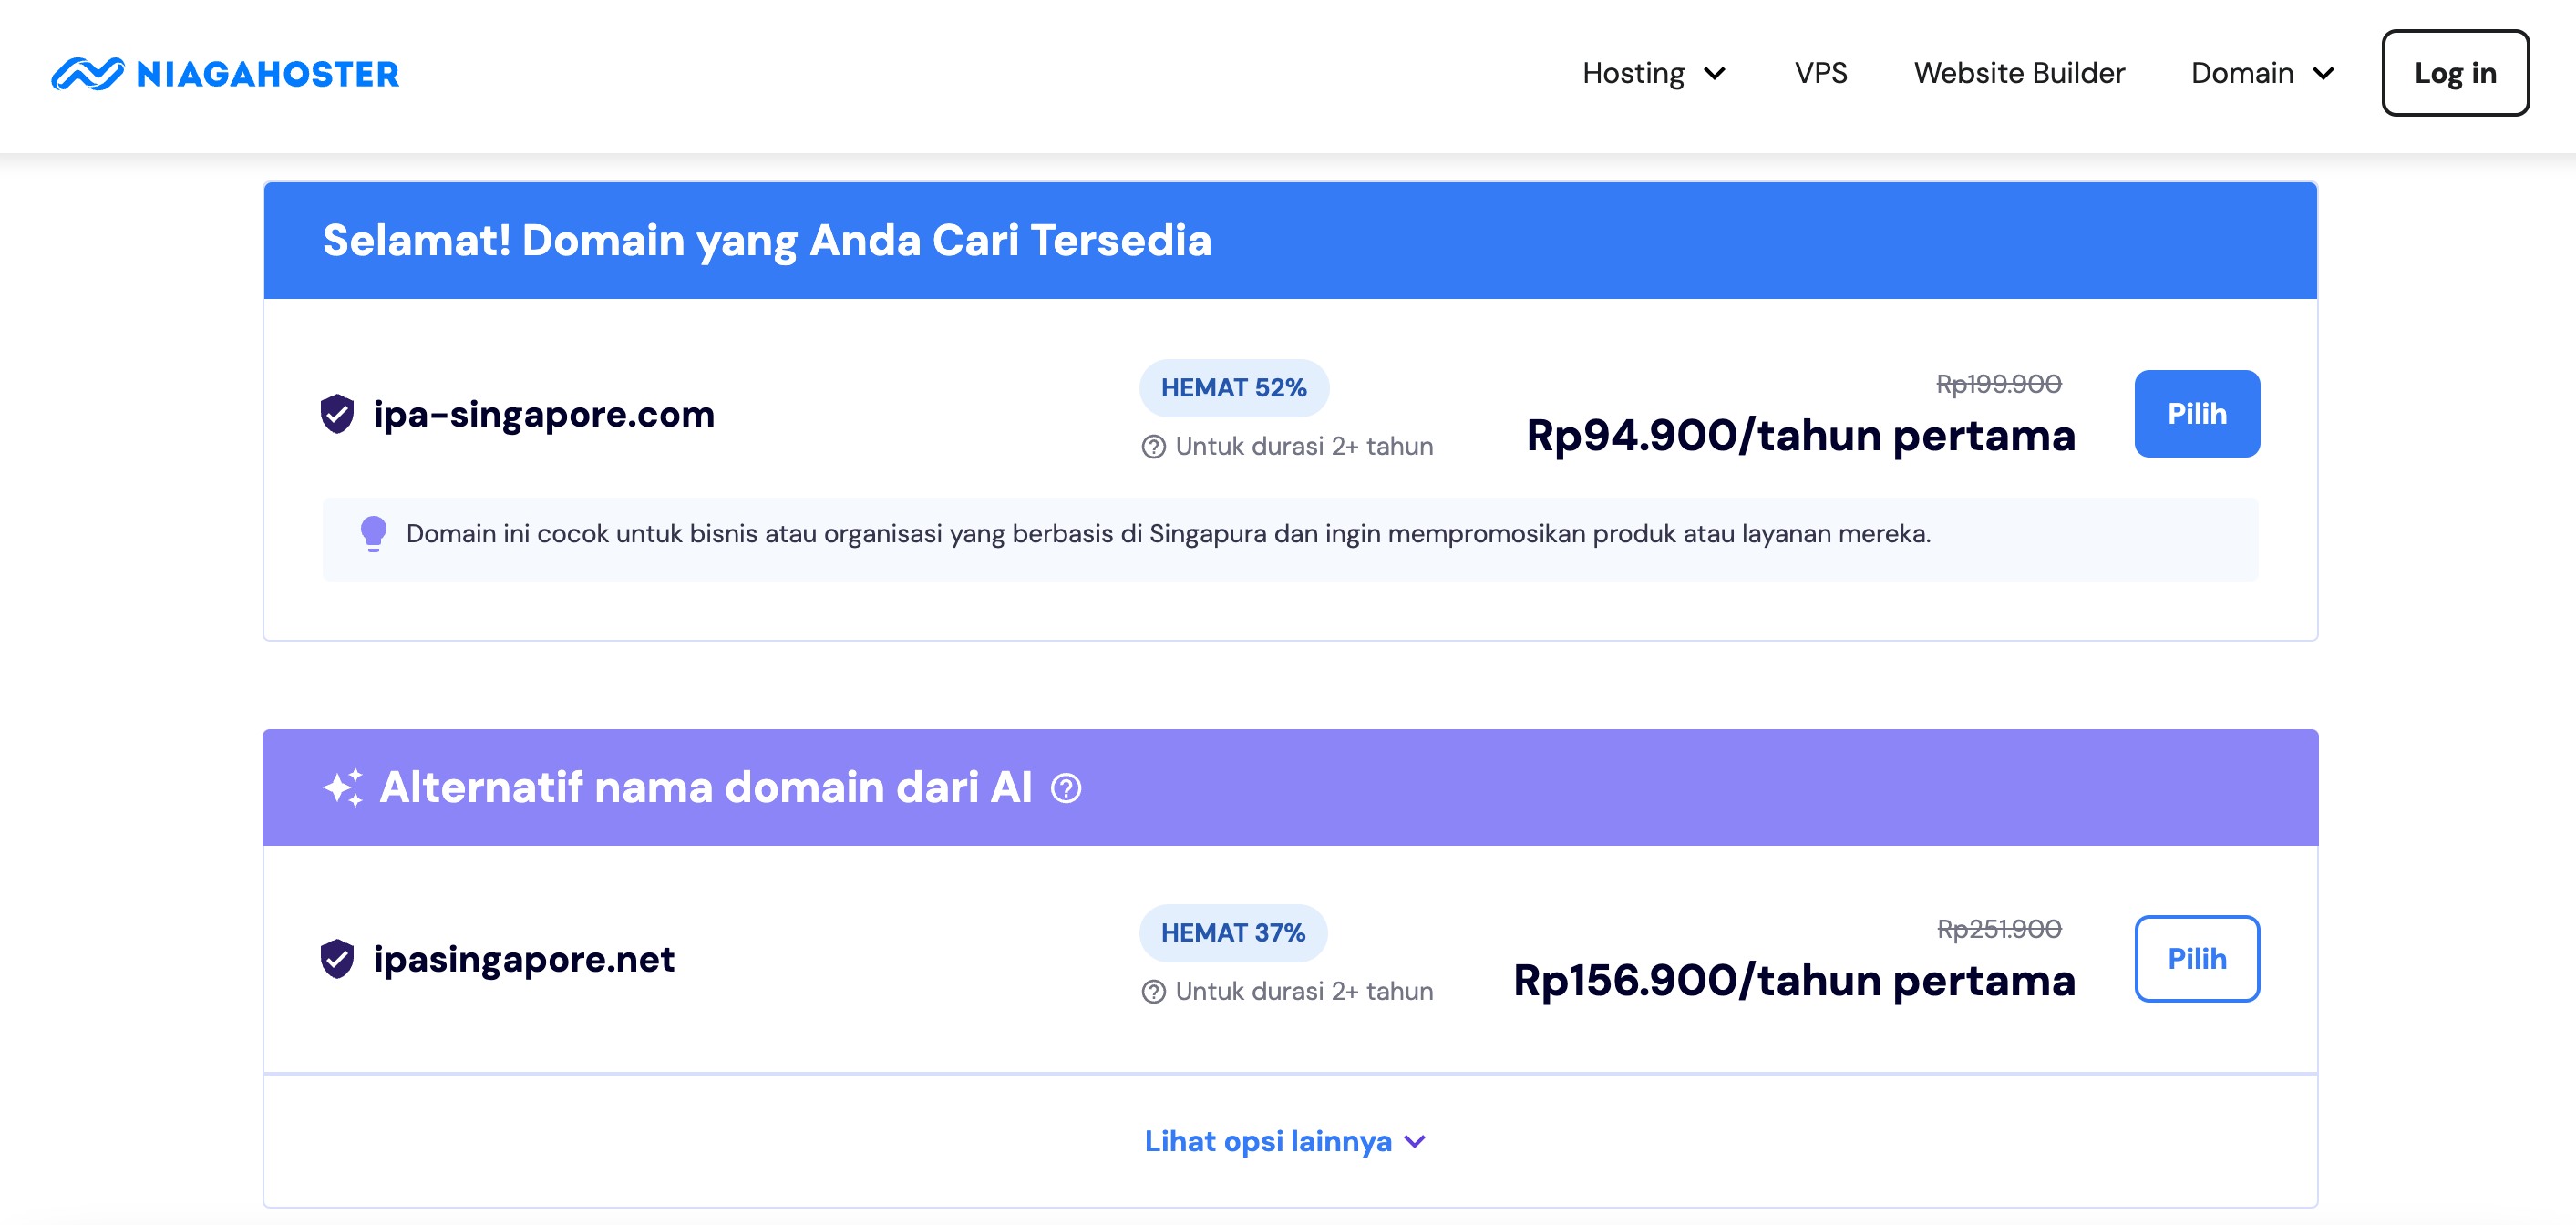 NIAGAHOSTER
Hosting VPS Website Builder Domain Log in
Selamat! Domain yang Anda Cari Tersedia
ipa-singapore.com
HEMAT 52%
Untuk durasi 2+ tahun
Rp199.900
Rp94.900/tahun pertama
Pilih
Domain ini cocok untuk bisnis atau organisasi yang berbasis di Singapura dan ingin mempromosikan produk atau layanan mereka.
Alternatif nama domain dari AI
ipasingapore.net
HEMAT 37%
Untuk durasi 2+ tahun
Rp251.900
Rp156.900/tahun pertama
Pilih
Lihat opsi lainnya